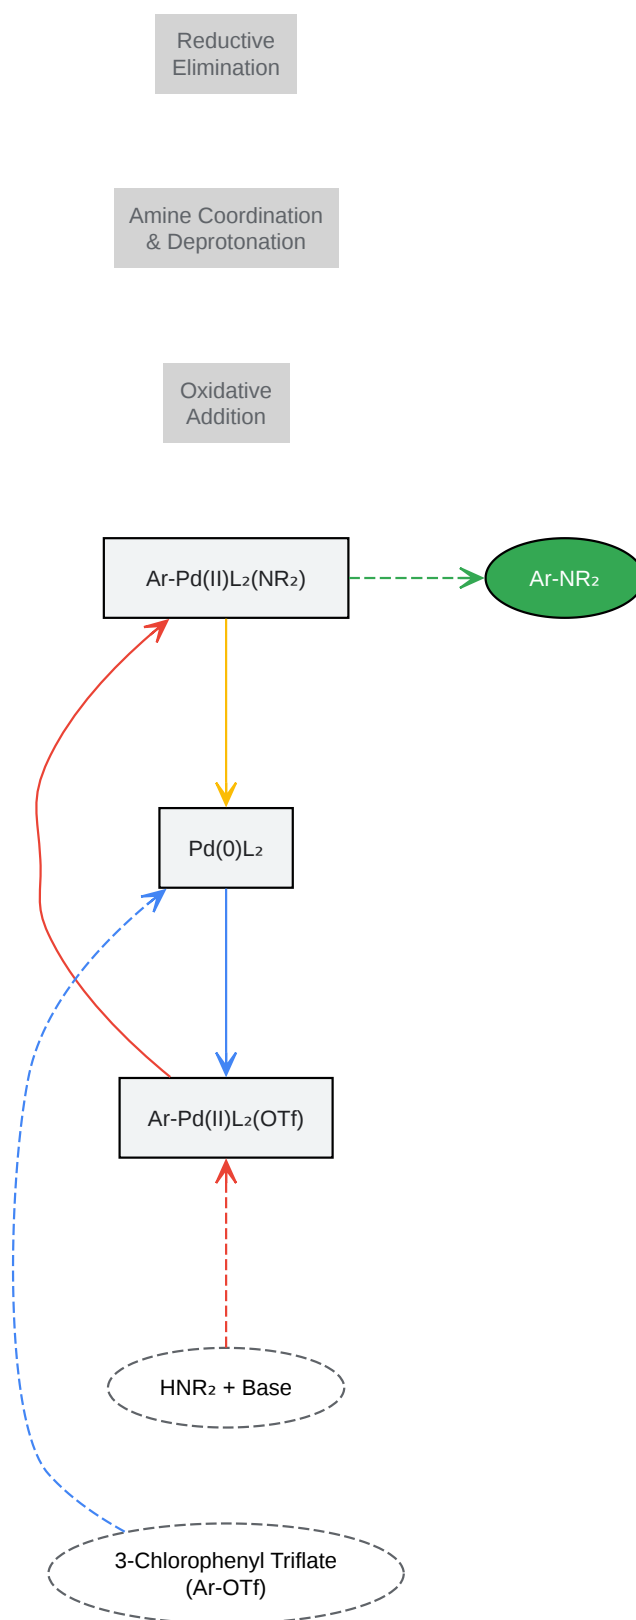 Reductive
Elimination
Amine Coordination
& Deprotonation
Oxidative
Addition
Ar-Pd(II)L₂(NR₂)
Ar-NR₂
Pd(0)L₂
Ar-Pd(II)L₂(OTf)
HNR₂ + Base
3-Chlorophenyl Triflate
(Ar-OTf)